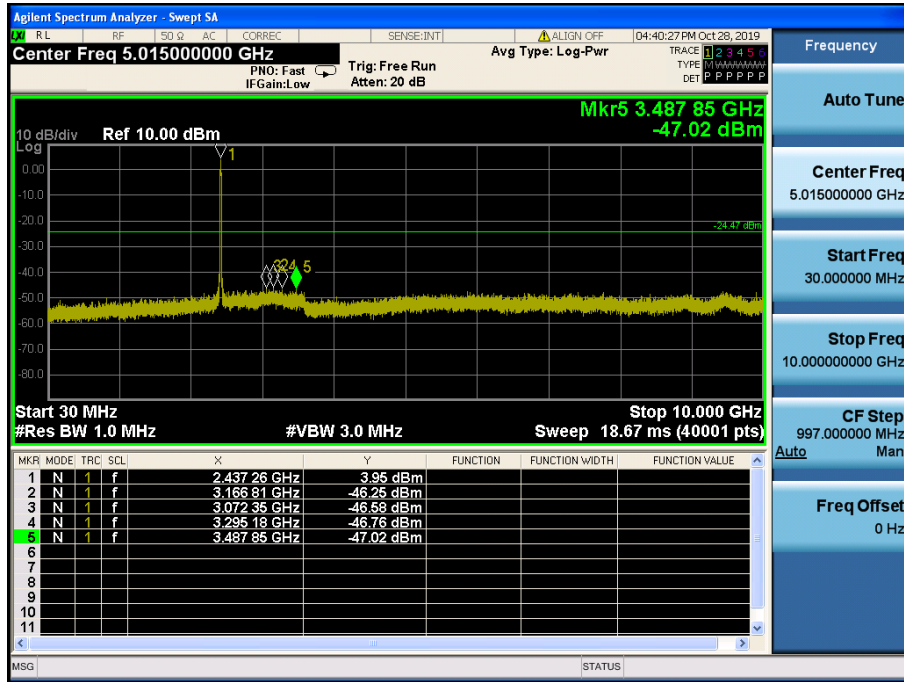 Agilent Spectrum Analyzer - Swept SA
LXI RL RF 50 Ω AC CORREC SENSE:INT ALIGN OFF 04:40:27 PM Oct 28, 2019
Center Freq 5.015000000 GHz
PNO: Fast
IFGain:Low
Trig: Free Run
Atten: 20 dB
Avg Type: Log-Pwr
TRACE 1 2 3 4 5 6
TYPE M
DET P P P P P P
Mkr5 3.487 85 GHz
-47.02 dBm
10 dB/div Ref 10.00 dBm
Log
1
0.00
-10.0
-20.0
-24.47 dBm
-30.0
-40.0
3 2 4 5
-50.0
-60.0
-70.0
-80.0
Start 30 MHz Stop 10.000 GHz
#Res BW 1.0 MHz #VBW 3.0 MHz Sweep 18.67 ms (40001 pts)
MKR MODE TRC SCL X Y FUNCTION FUNCTION WIDTH FUNCTION VALUE
1 N 1 f 2.437 26 GHz 3.95 dBm
2 N 1 f 3.166 81 GHz -46.25 dBm
3 N 1 f 3.072 35 GHz -46.58 dBm
4 N 1 f 3.295 18 GHz -46.76 dBm
5 N 1 f 3.487 85 GHz -47.02 dBm
6
7
8
9
10
11
MSG STATUS
Frequency
Auto Tune
Center Freq
5.015000000 GHz
Start Freq
30.000000 MHz
Stop Freq
10.000000000 GHz
CF Step
997.000000 MHz
Auto Man
Freq Offset
0 Hz